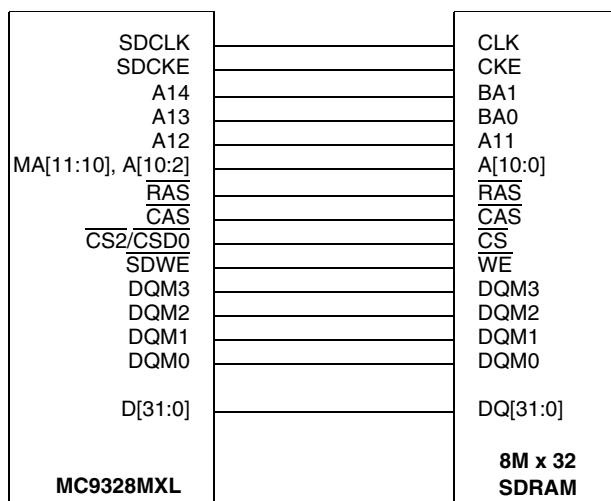 SDCLK CLK
SDCKE CKE
A14 BA1
A13 BA0
A12 A11
MA[11:10], A[10:2] A[10:0]
RAS RAS
CAS CAS
CS2/CSD0 CS
SDWE WE
DQM3 DQM3
DQM2 DQM2
DQM1 DQM1
DQM0 DQM0
D[31:0] DQ[31:0]
MC9328MXL
8M x 32
SDRAM